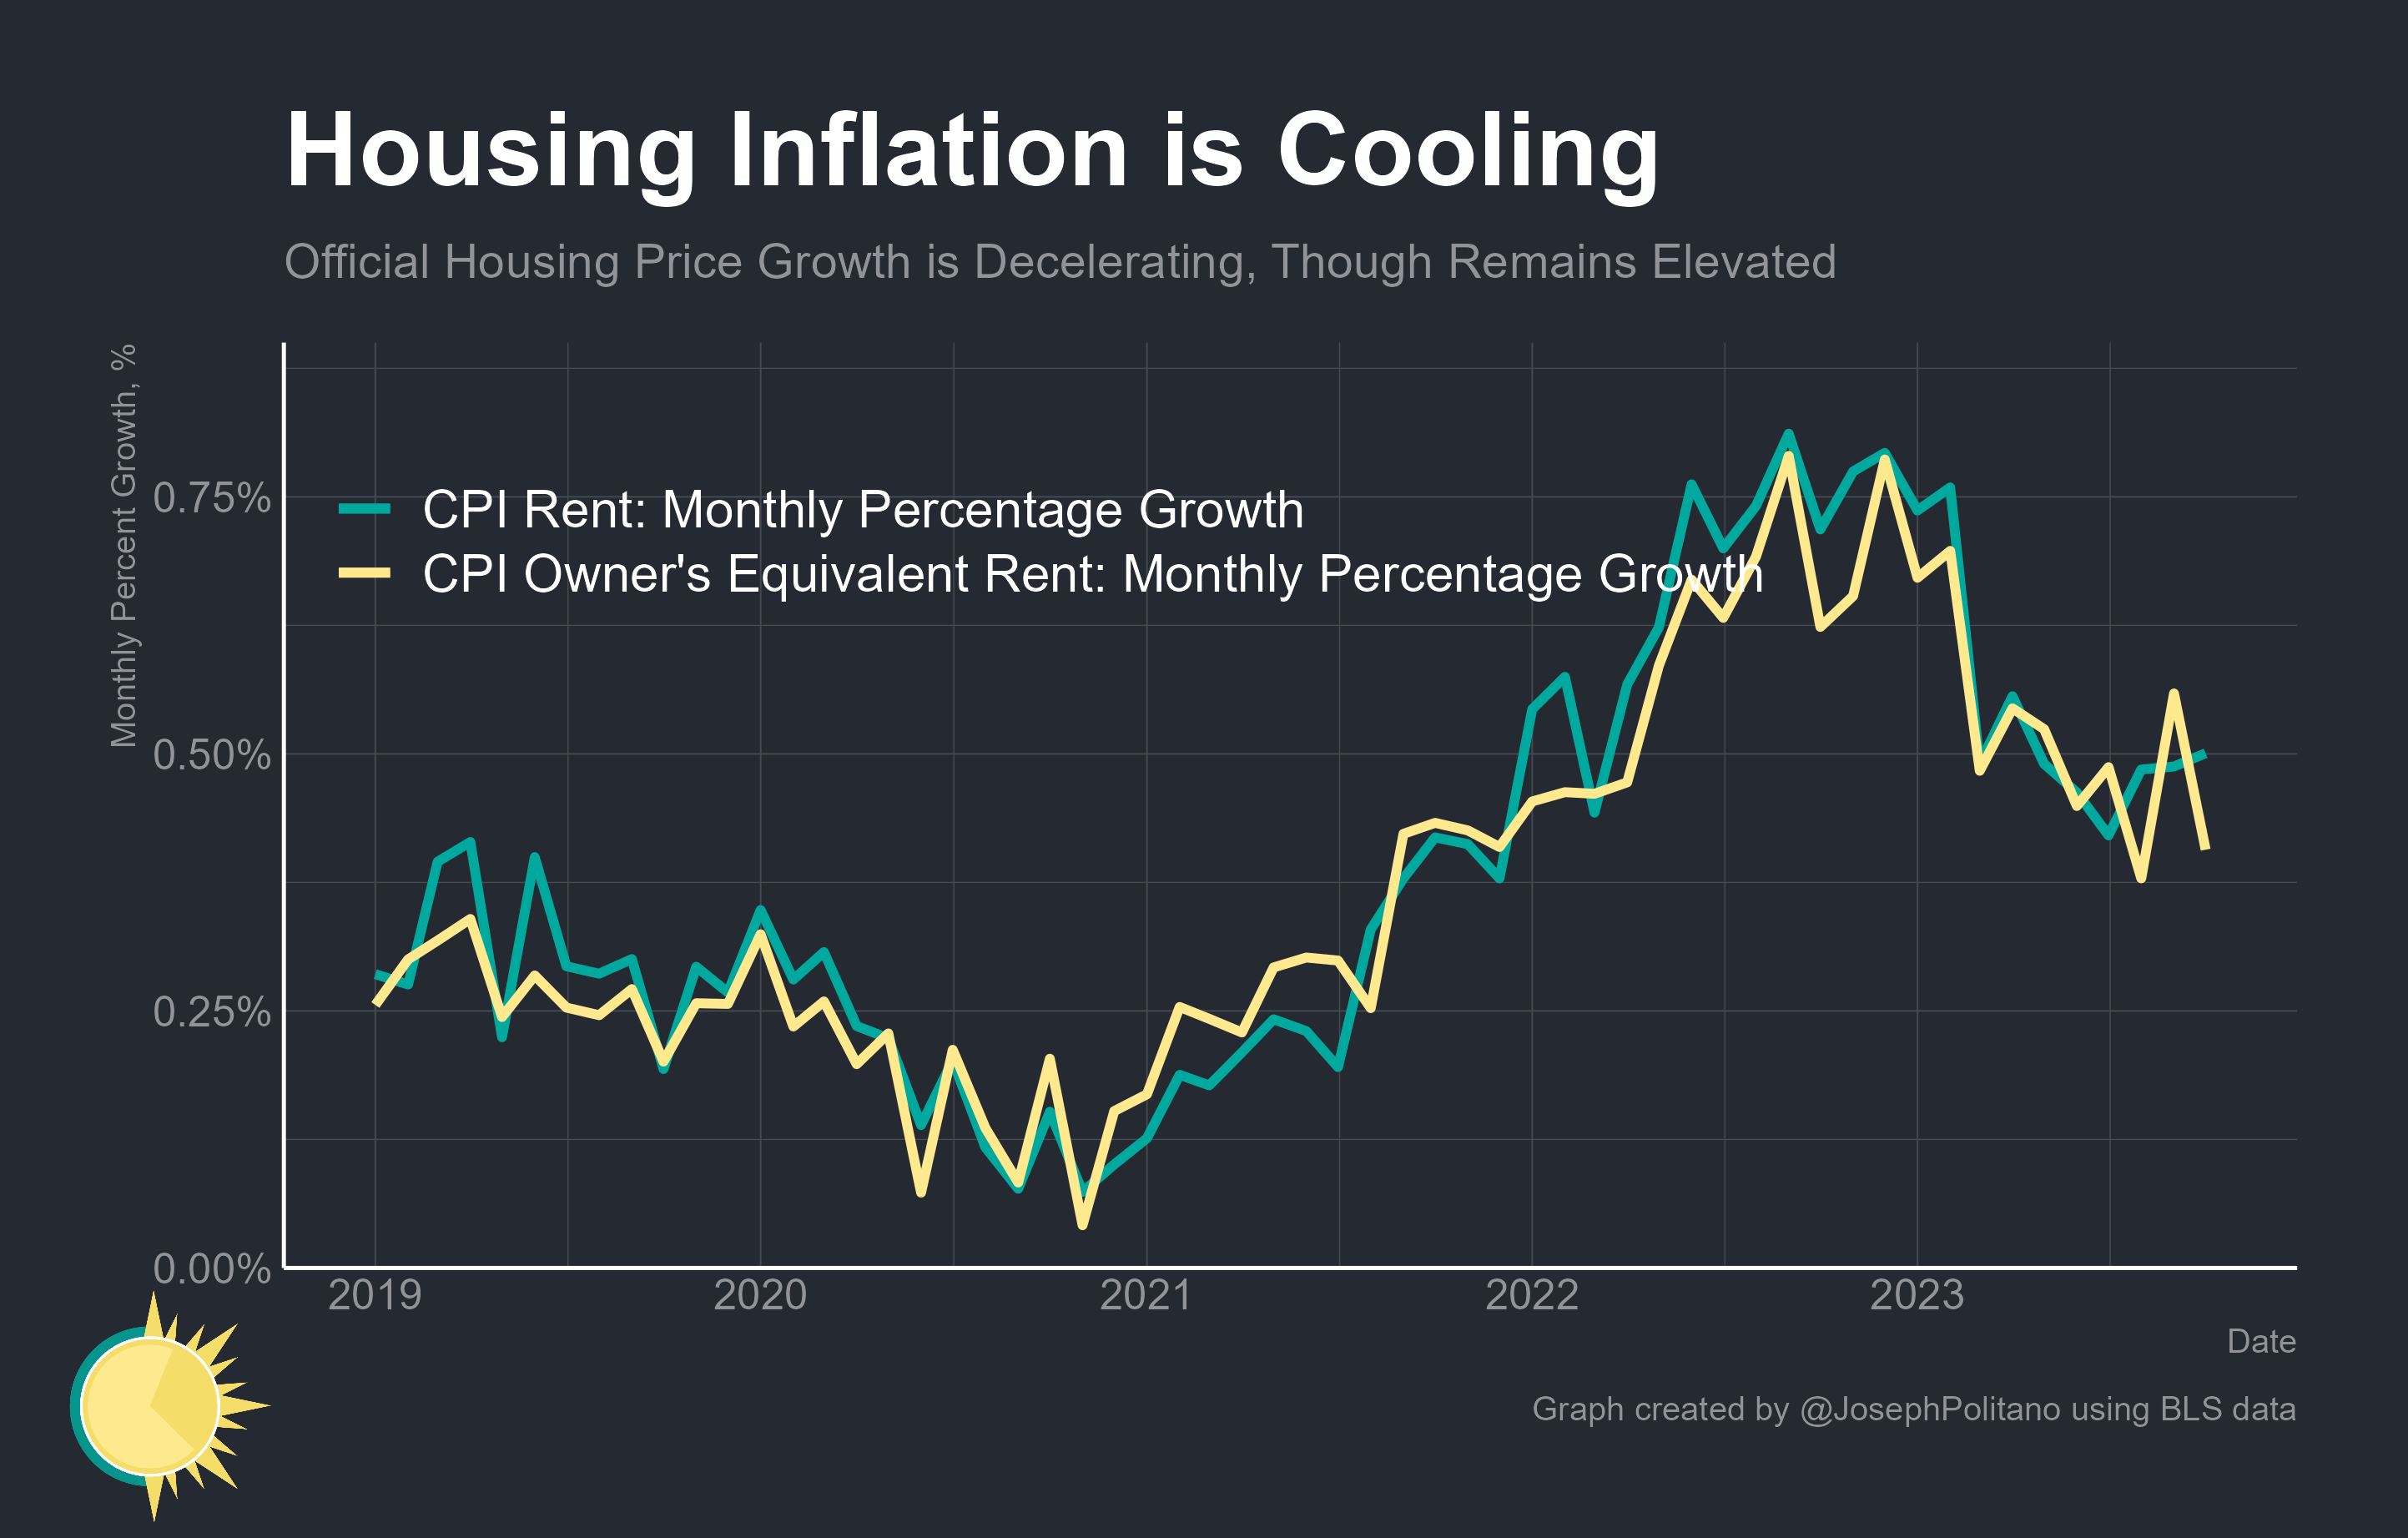 Housing Inflation is Cooling
Official Housing Price Growth is Decelerating, Though Remains Elevated
Monthly Percent Growth, %
CPI Rent: Monthly Percentage Growth
CPI Owner's Equivalent Rent: Monthly Percentage Growth
0.75%
0.50%
0.25%
0.00%
2019
2020
2021
2022
2023
Date
Graph created by @JosephPolitano using BLS data